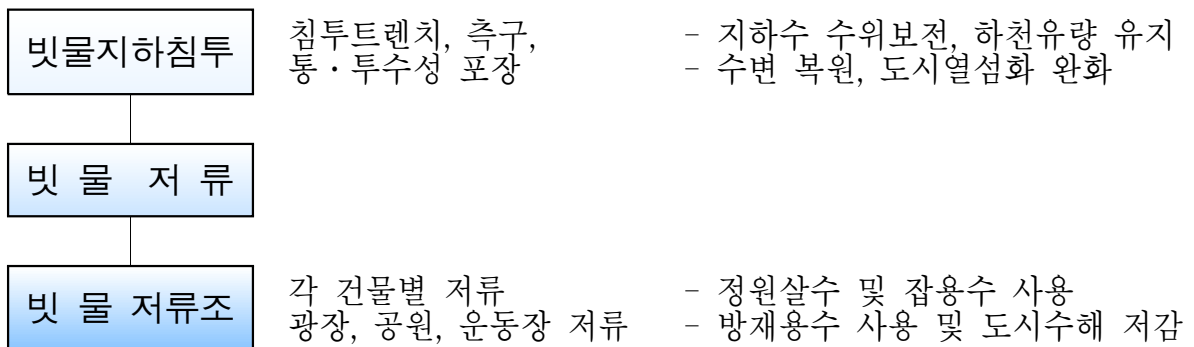 빗물지하침투
침투트렌치, 측구,
통·투수성 포장
- 지하수 수위보전, 하천유량 유지
- 수변 복원, 도시열섬화 완화
빗 물 저 류
빗 물 저류조
각 건물별 저류
광장, 공원, 운동장 저류
- 정원살수 및 잡용수 사용
- 방재용수 사용 및 도시수해 저감